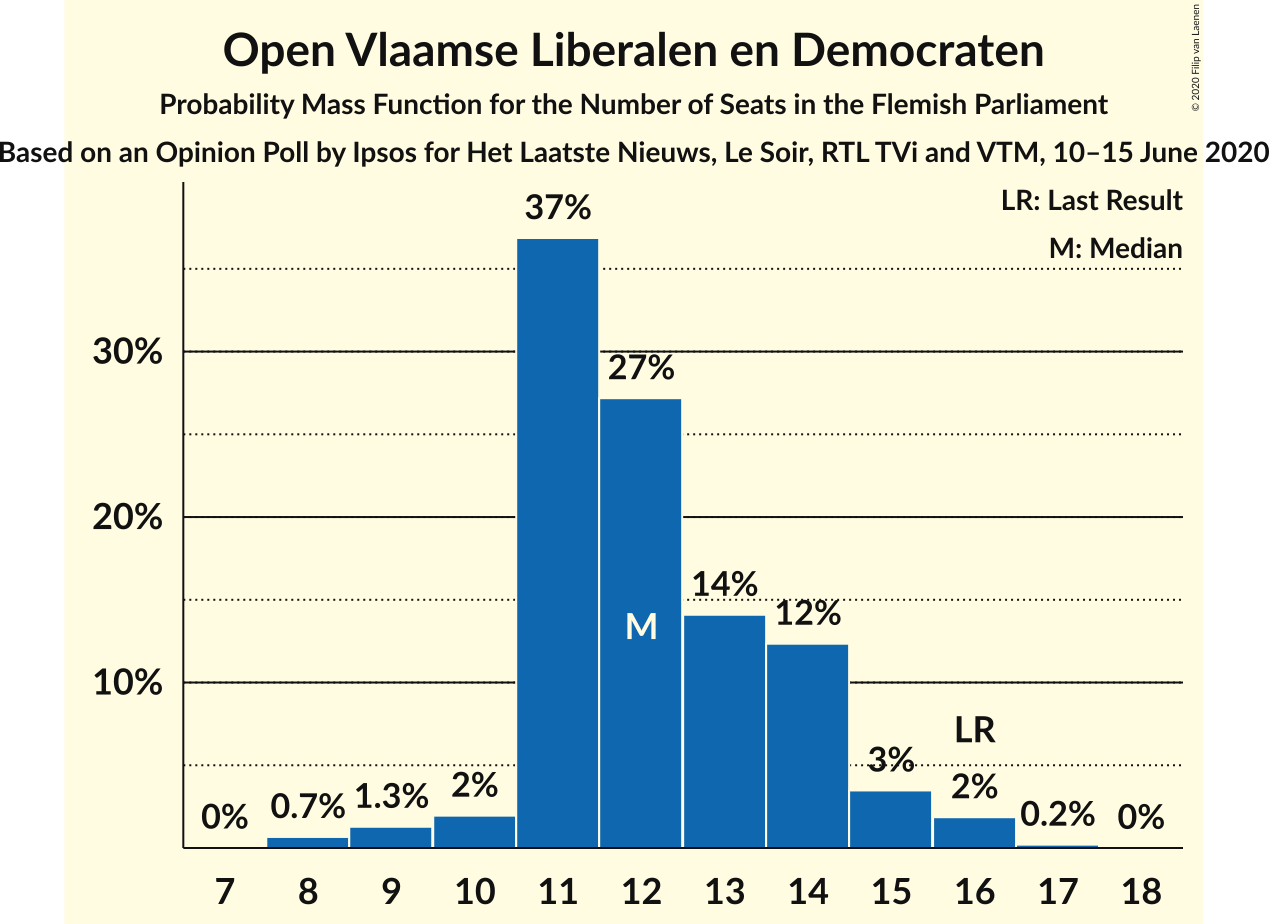 Open Vlaamse Liberalen en Democraten
Probability Mass Function for the Number of Seats in the Flemish Parliament
Based on an Opinion Poll by Ipsos for Het Laatste Nieuws, Le Soir, RTL TVi and VTM, 10–15 June 2020
© 2020 Filip van Laenen
LR: Last Result
M: Median
37%
30%
27%
20%
14%
12%
M
10%
LR
3%
2%
2%
1.3%
0.7%
0.2%
0%
0%
7 8 9 10 11 12 13 14 15 16 17 18